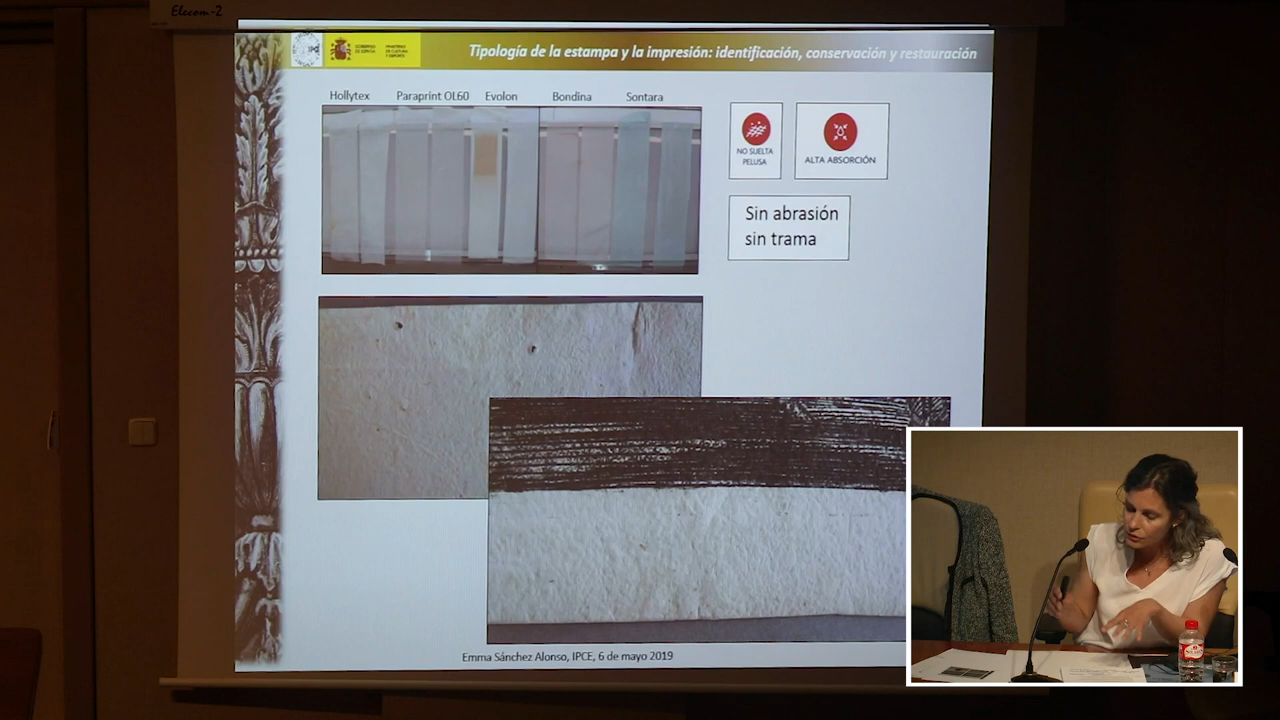 Elecom-2
GOBIERNO
DE ESPAÑA
MINISTERIO
DE CULTURA
Y DEPORTE
Tipología de la estampa y la impresión: identificación, conservación y restauración
Hollytex Paraprint OL60 Evolon Bondina Sontara
NO SUELTA
PELUSA
ALTA ABSORCIÓN
Sin abrasión
sin trama
Emma Sánchez Alonso, IPCE, 6 de mayo 2019